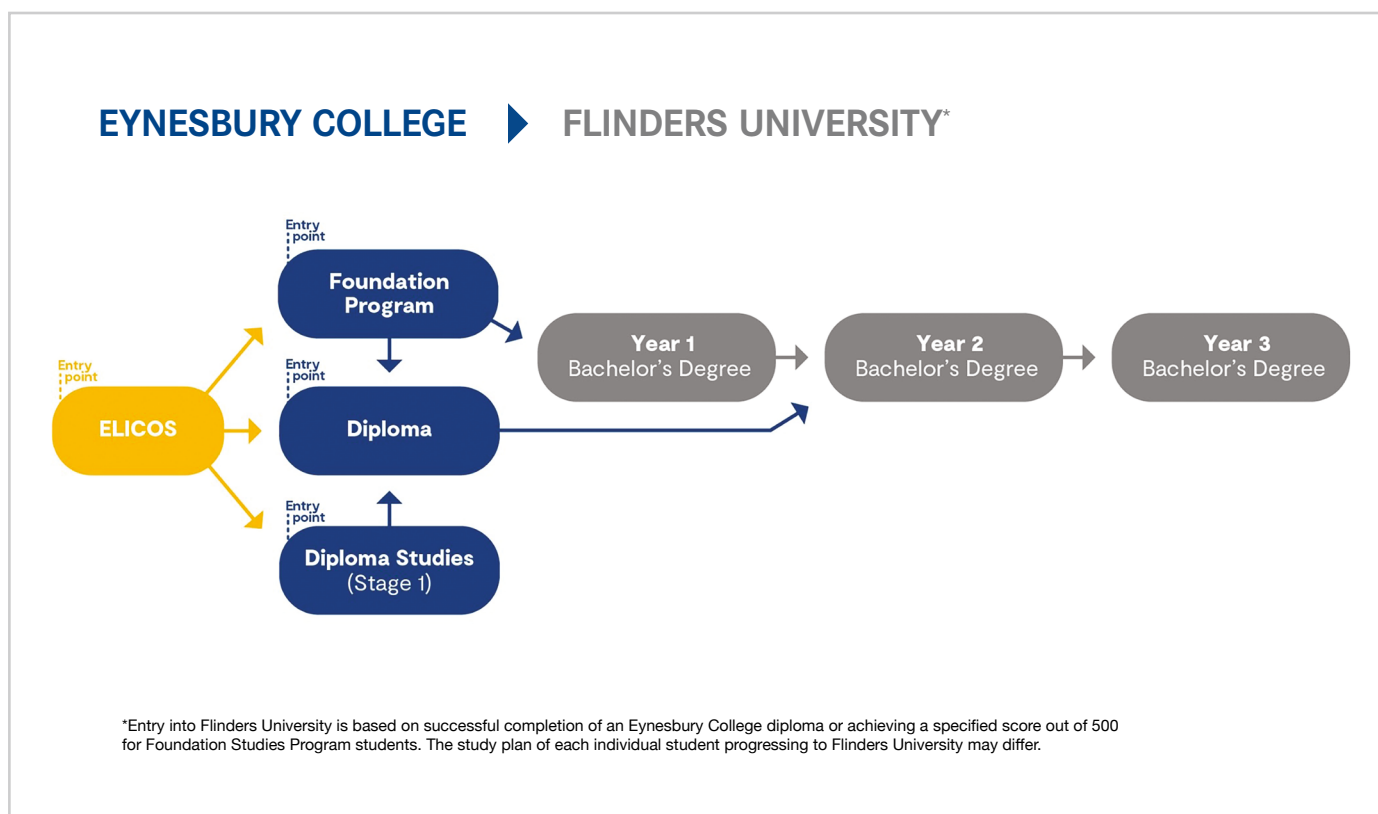 EYNESBURY COLLEGE
FLINDERS UNIVERSITY*
Entry
point
Foundation
Program
Entry
point
ELICOS
Entry
point
Diploma
Entry
point
Diploma Studies
(Stage 1)
Year 1
Bachelor's Degree
Year 2
Bachelor's Degree
Year 3
Bachelor's Degree
*Entry into Flinders University is based on successful completion of an Eynesbury College diploma or achieving a specified score out of 500
for Foundation Studies Program students. The study plan of each individual student progressing to Flinders University may differ.